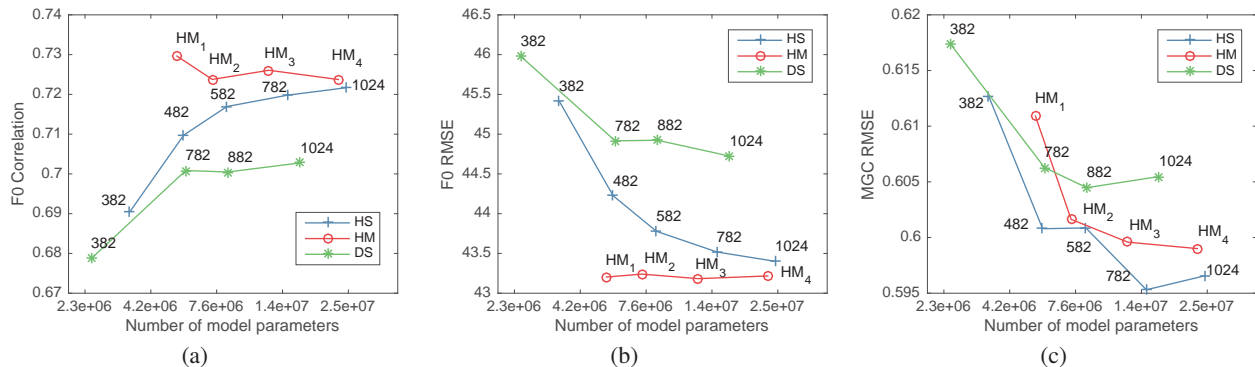 0.74
0.73
0.72
0.71
0.7
0.69
0.68
0.67
F0 Correlation
HM1
HM2
HM3
HM4
382
482
582
782
1024
382
782
882
1024
HS
HM
DS
2.3e+06 4.2e+06 7.6e+06 1.4e+07 2.5e+07
Number of model parameters
(a)
46.5
46
45.5
45
44.5
44
43.5
43
F0 RMSE
382
382
782
882
1024
482
582
782
1024
HM1
HM2
HM3
HM4
HS
HM
DS
2.3e+06 4.2e+06 7.6e+06 1.4e+07 2.5e+07
Number of model parameters
(b)
0.62
0.615
0.61
0.605
0.6
0.595
MGC RMSE
382
382
HM1
782
882
1024
482
582
HM2
HM3
HM4
782
1024
HS
HM
DS
2.3e+06 4.2e+06 7.6e+06 1.4e+07 2.5e+07
Number of model parameters
(c)